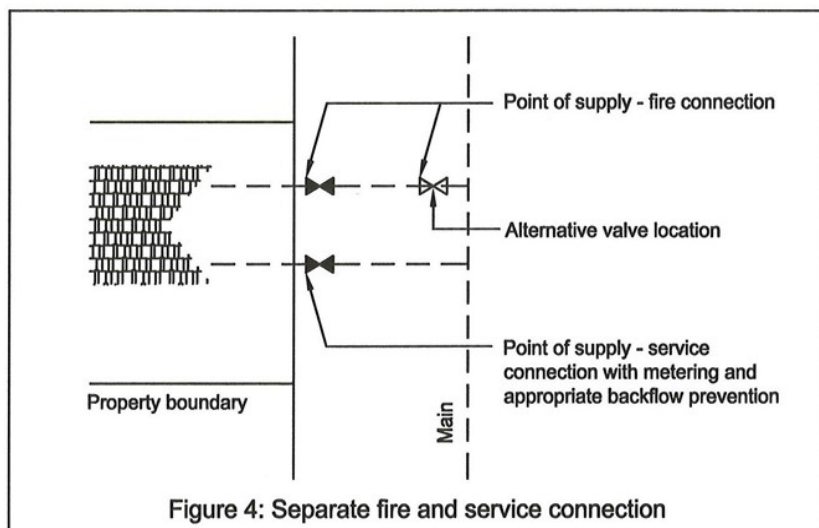 Point of supply - fire connection
Alternative valve location
Point of supply - service
connection with metering and
appropriate backflow prevention
Property boundary
Main
Figure 4: Separate fire and service connection